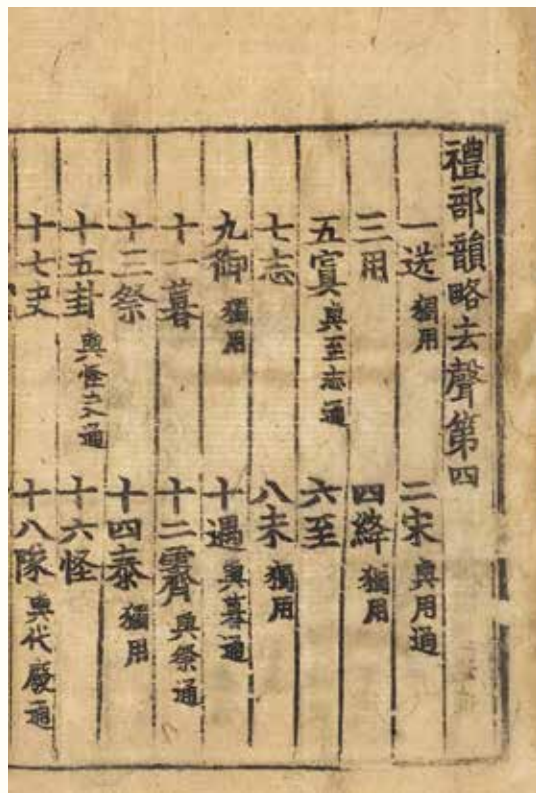 禮部韻略去聲第四
一送 獨用 二宋 與用通
三用 四絳 獨用
五寘 與至志通 六至
七志 八未 獨用
九御 獨用 十遇 與暮通
十一暮 十二霽 與祭通
十三祭 十四泰 獨用
十五卦 與怪夬通 十六怪
十七夬 十八隊 與代廢通